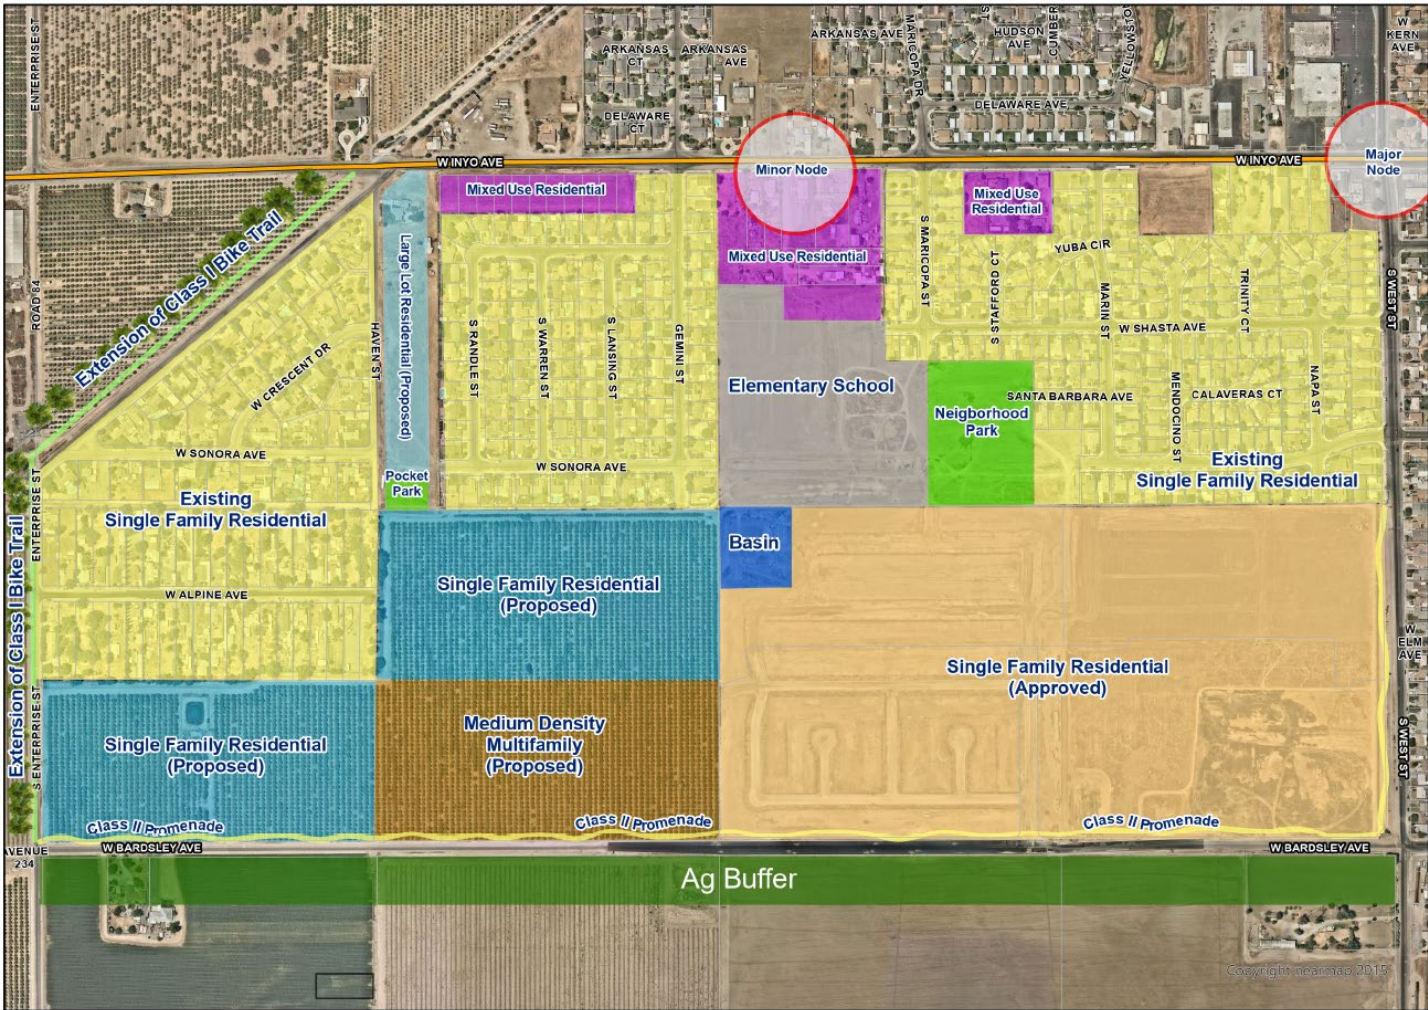 ENTERPRISE ST
ARKANSAS
CT
ARKANSAS
AVE
ARKANSAS AVE
MARICOPA DR
ST
HUDSON
AVE
CUMBER
YELLOWSTO
W
KERN
AVE
DELAWARE
CT
DELAWARE AVE
W INYO AVE
Minor Node
W INYO AVE
Major
Node
Mixed Use Residential
Mixed Use
Residential
Extension of Class I Bike Trail
ROAD 84
Large Lot Residential (Proposed)
Mixed Use Residential
S MARICOPA ST
S STAFFORD CT
YUBA CIR
MARIN ST
TRINITY CT
S WEST ST
HAVEN ST
S RANDLE ST
S WARREN ST
S LANSING ST
GEMINI ST
W SHASTA AVE
W CRESCENT DR
Elementary School
Neigborhood
Park
SANTA BARBARA AVE
MENDOCINO ST
CALAVERAS CT
NAPA ST
W SONORA AVE
W SONORA AVE
Pocket
Park
Existing
Single Family Residential
Existing
Single Family Residential
ENTERPRISE ST
Extension of Class I Bike Trail
Basin
Single Family Residential
(Proposed)
W ALPINE AVE
W
ELM
AVE
Single Family Residential
(Approved)
S ENTERPRISE ST
Single Family Residential
(Proposed)
Medium Density
Multifamily
(Proposed)
S WEST ST
Class II Promenade
Class II Promenade
Class II Promenade
AVENUE
234
W BARDSLEY AVE
W BARDSLEY AVE
Ag Buffer
Copyright nearmap 2015